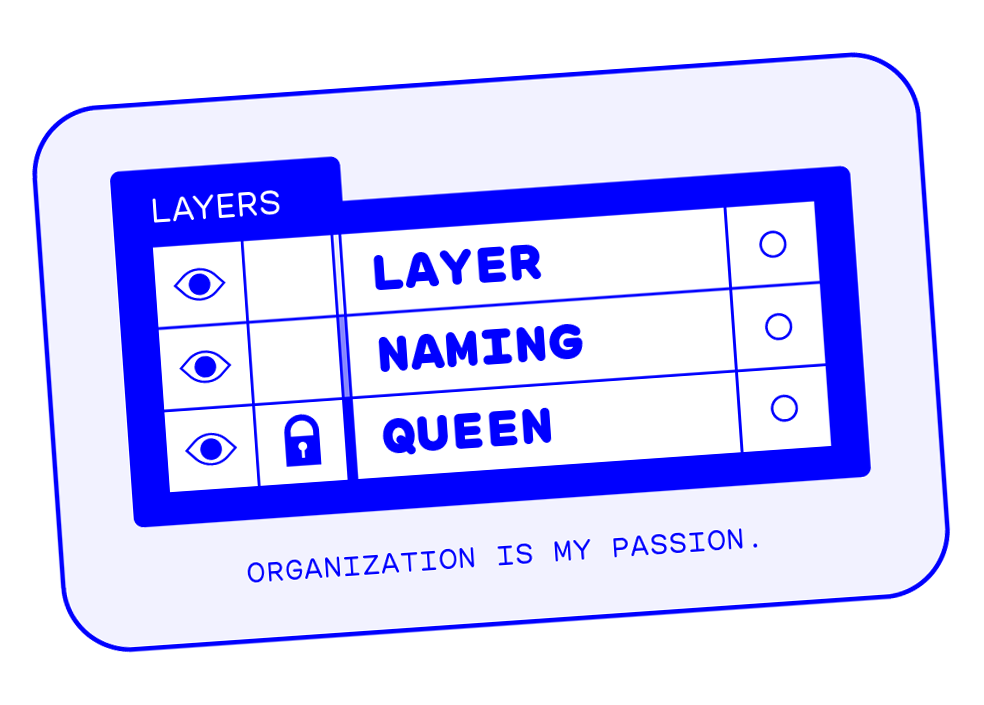 LAYERS
LAYER
NAMING
QUEEN
ORGANIZATION IS MY PASSION.